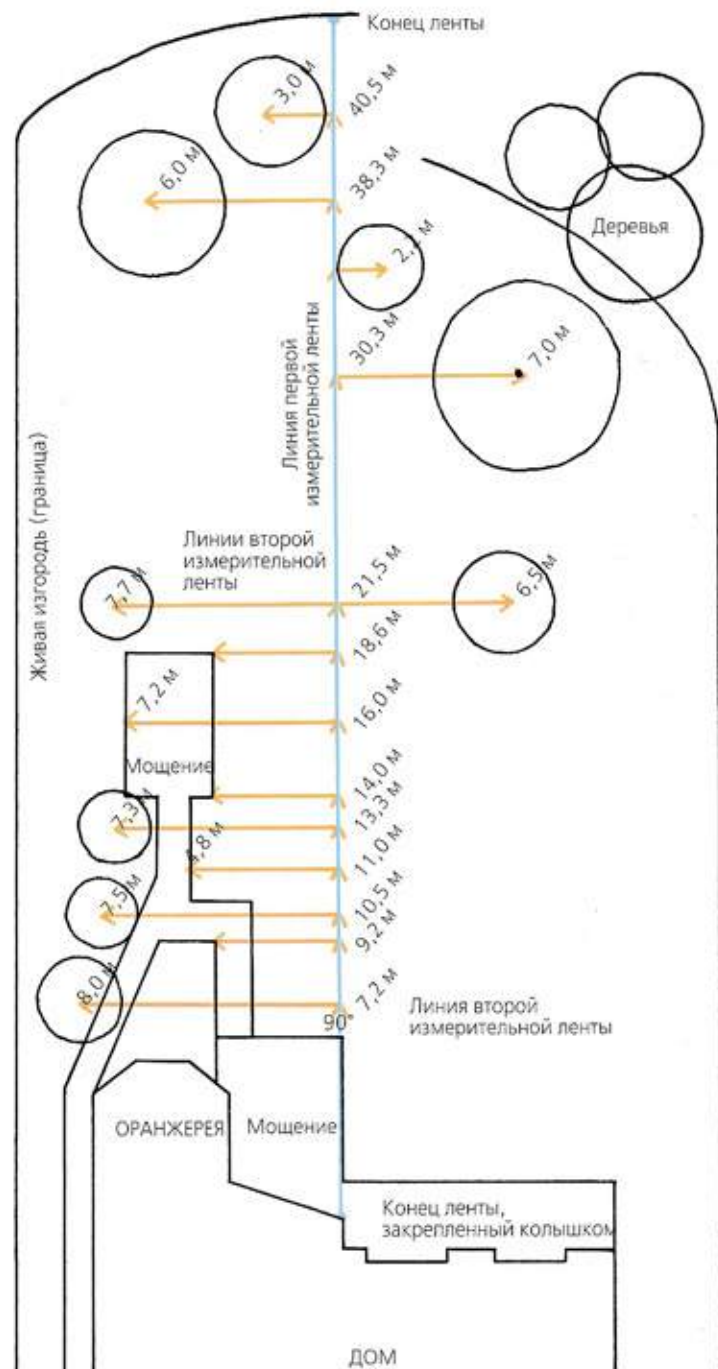 Конец ленты
3,0 м
40,5 м
6,0 м
38,3 м
Деревья
30,3 м
7,0 м
Линия первой
измерительной ленты
Живая изгородь (граница)
Линии второй
измерительной
ленты
7,7 м
21,5 м
6,5 м
18,6 м
7,2 м
16,0 м
Мощение
14,0 м
7,3 м
13,3 м
4,8 м
11,0 м
7,5 м
10,5 м
9,2 м
8,0 м
7,2 м
90°
Линия второй
измерительной ленты
ОРАНЖЕРЕЯ
Мощение
Конец ленты,
закрепленный колышком
ДОМ